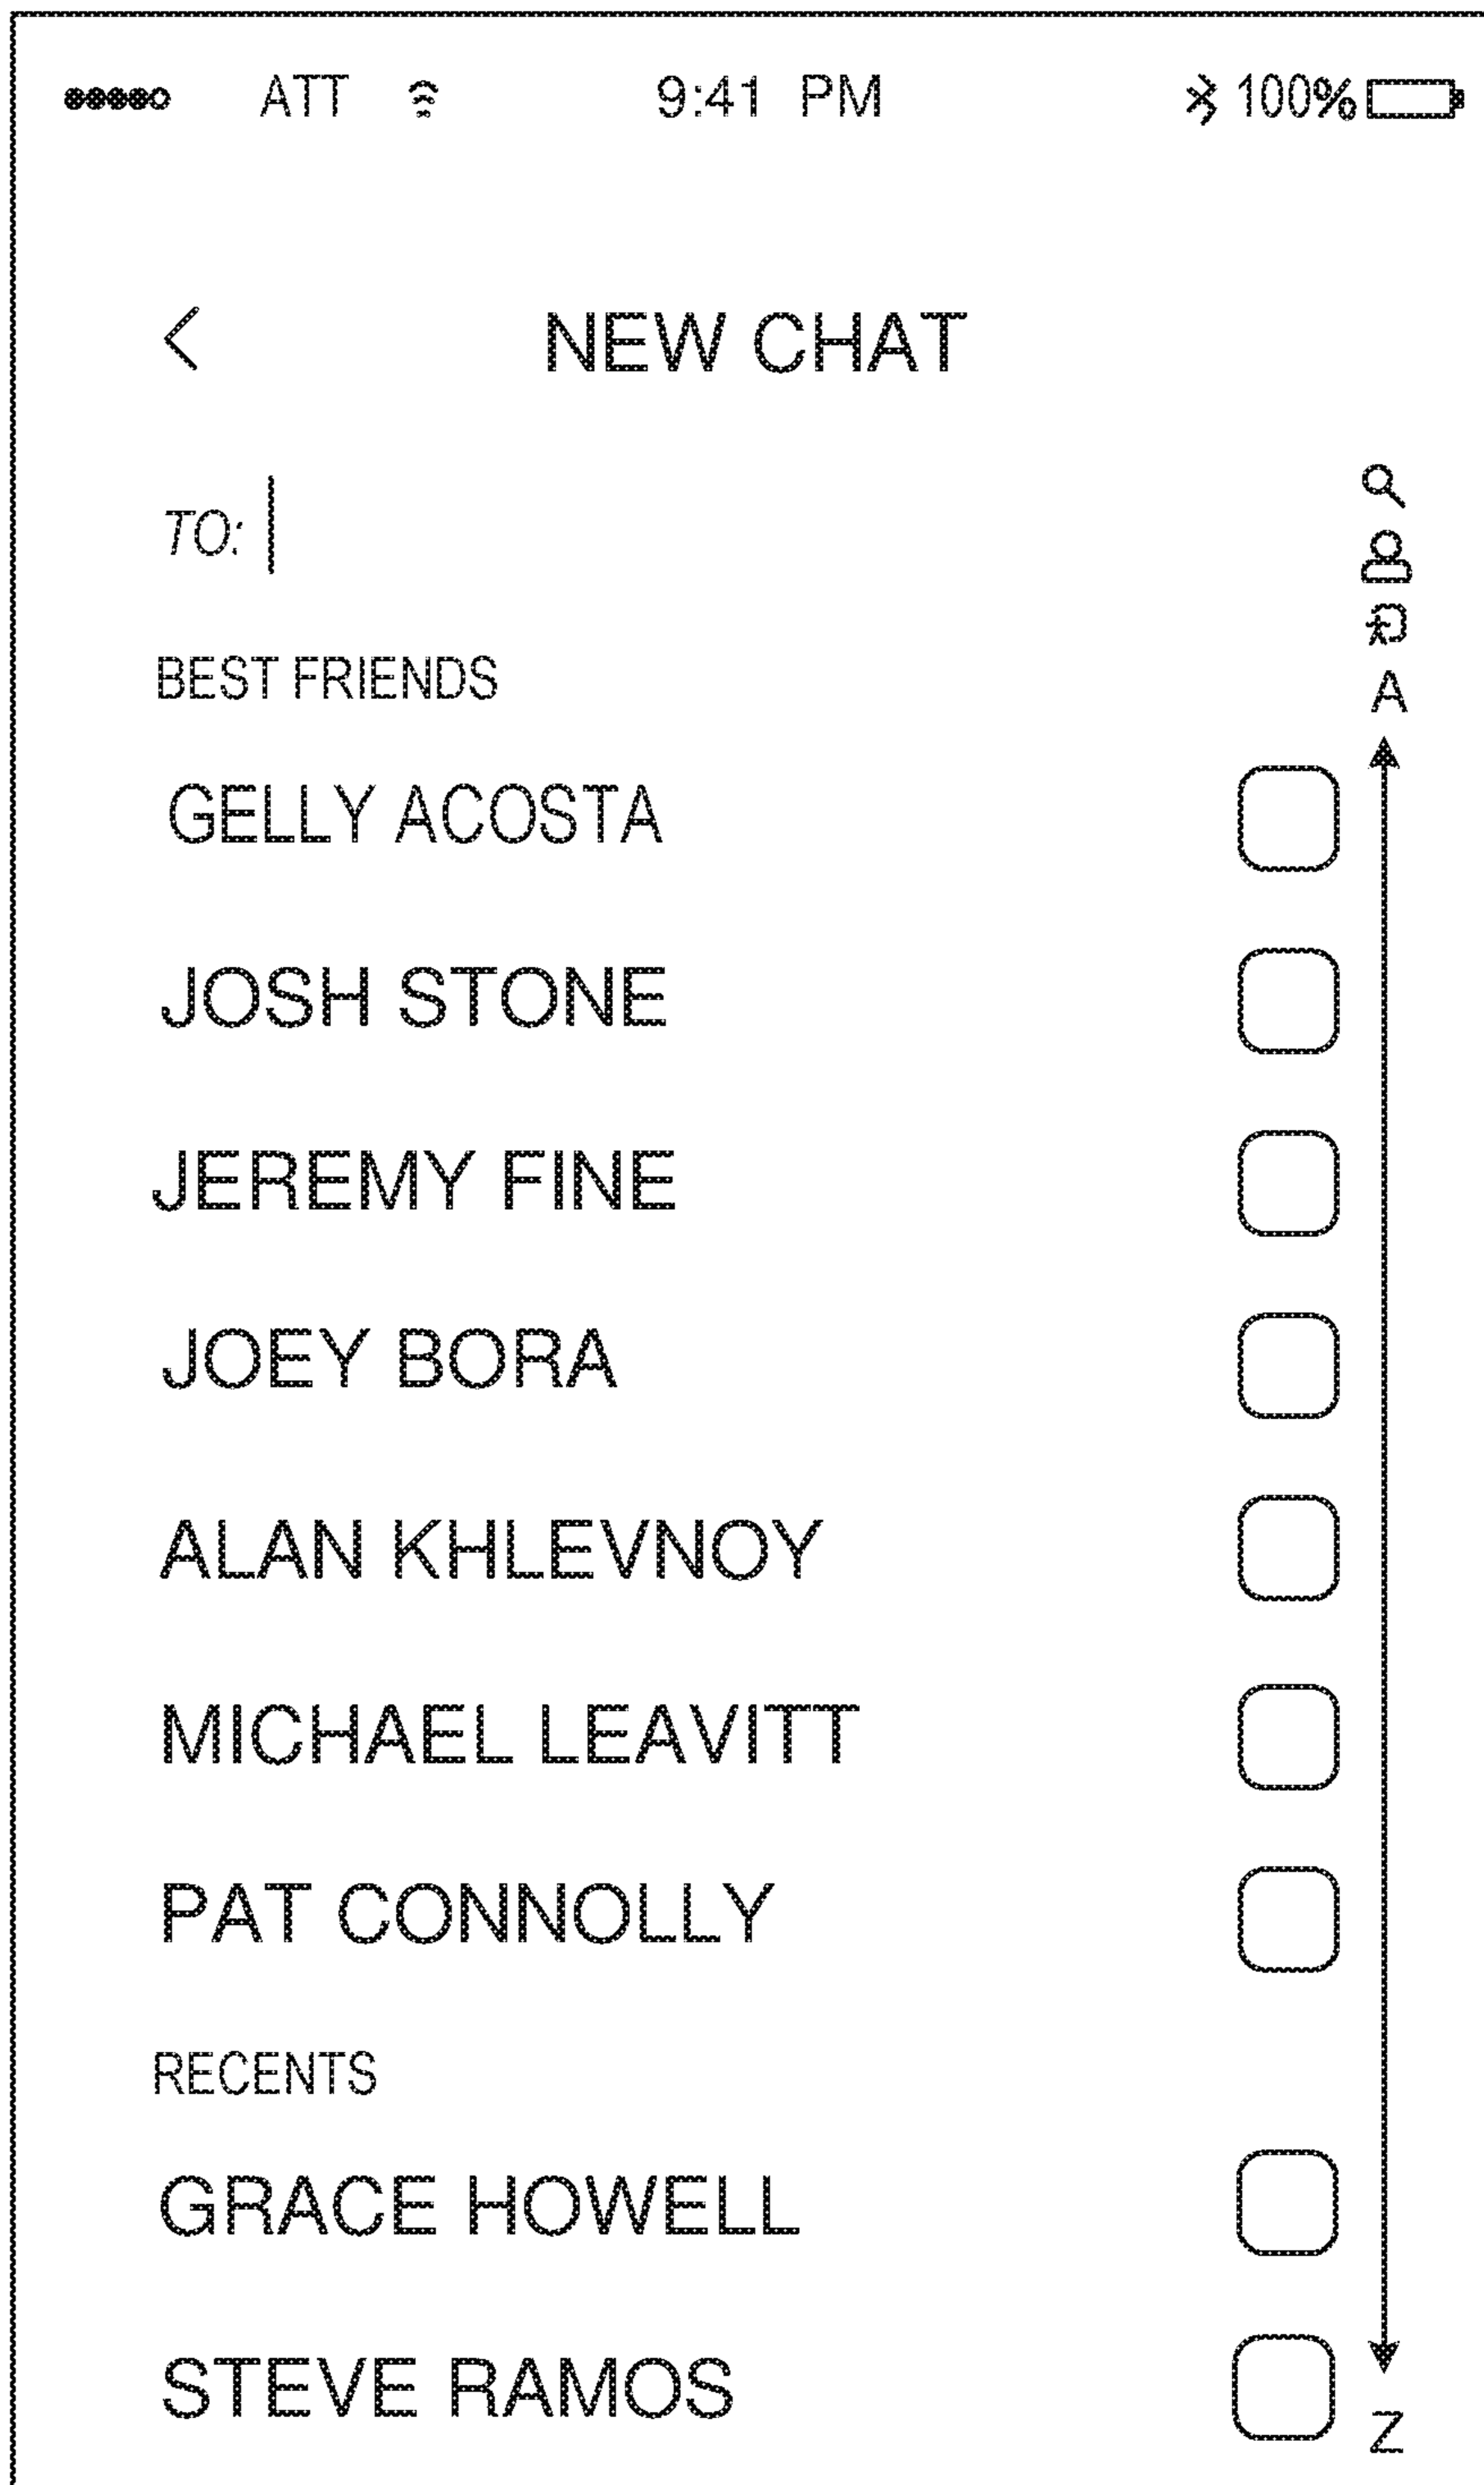 ATT 9:41 PM 100%
< NEW CHAT
TO:
BEST FRIENDS
A
GELLY ACOSTA
JOSH STONE
JEREMY FINE
JOEY BORA
ALAN KHLEVNOY
MICHAEL LEAVITT
PAT CONNOLLY
RECENTS
GRACE HOWELL
STEVE RAMOS
Z